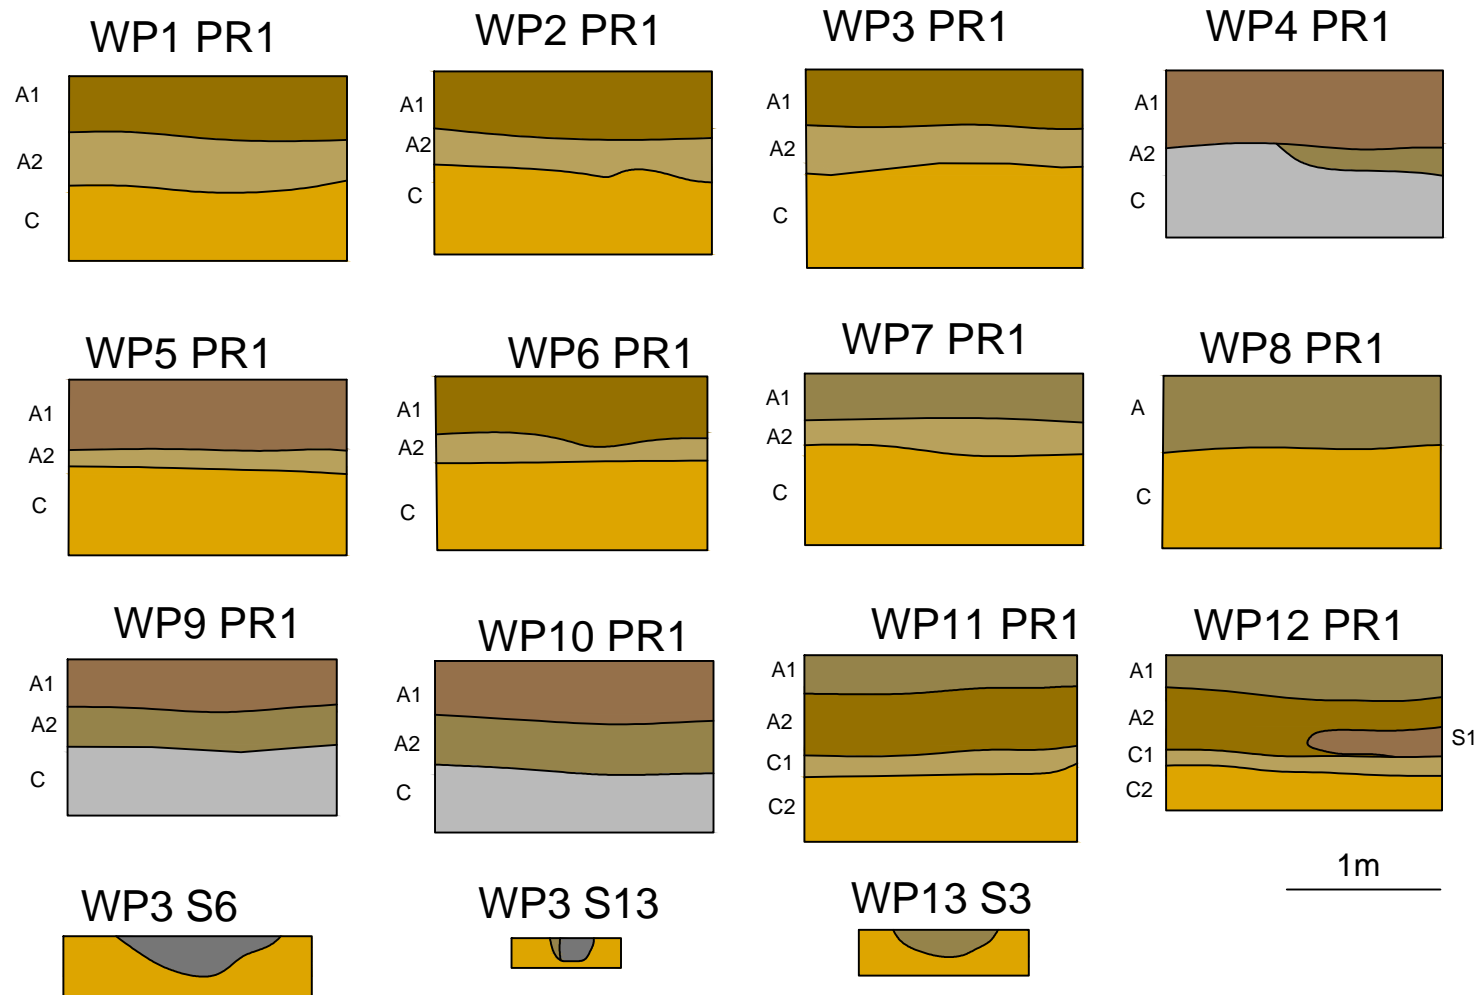 WP1 PR1
A1
A2
C
WP2 PR1
A1
A2
C
WP3 PR1
A1
A2
C
WP4 PR1
A1
A2
C
WP5 PR1
A1
A2
C
WP6 PR1
A1
A2
C
WP7 PR1
A1
A2
C
WP8 PR1
A
C
WP9 PR1
A1
A2
C
WP10 PR1
A1
A2
C
WP11 PR1
A1
A2
C1
C2
WP12 PR1
A1
A2
S1
C1
C2
1m
WP3 S6
WP3 S13
WP13 S3